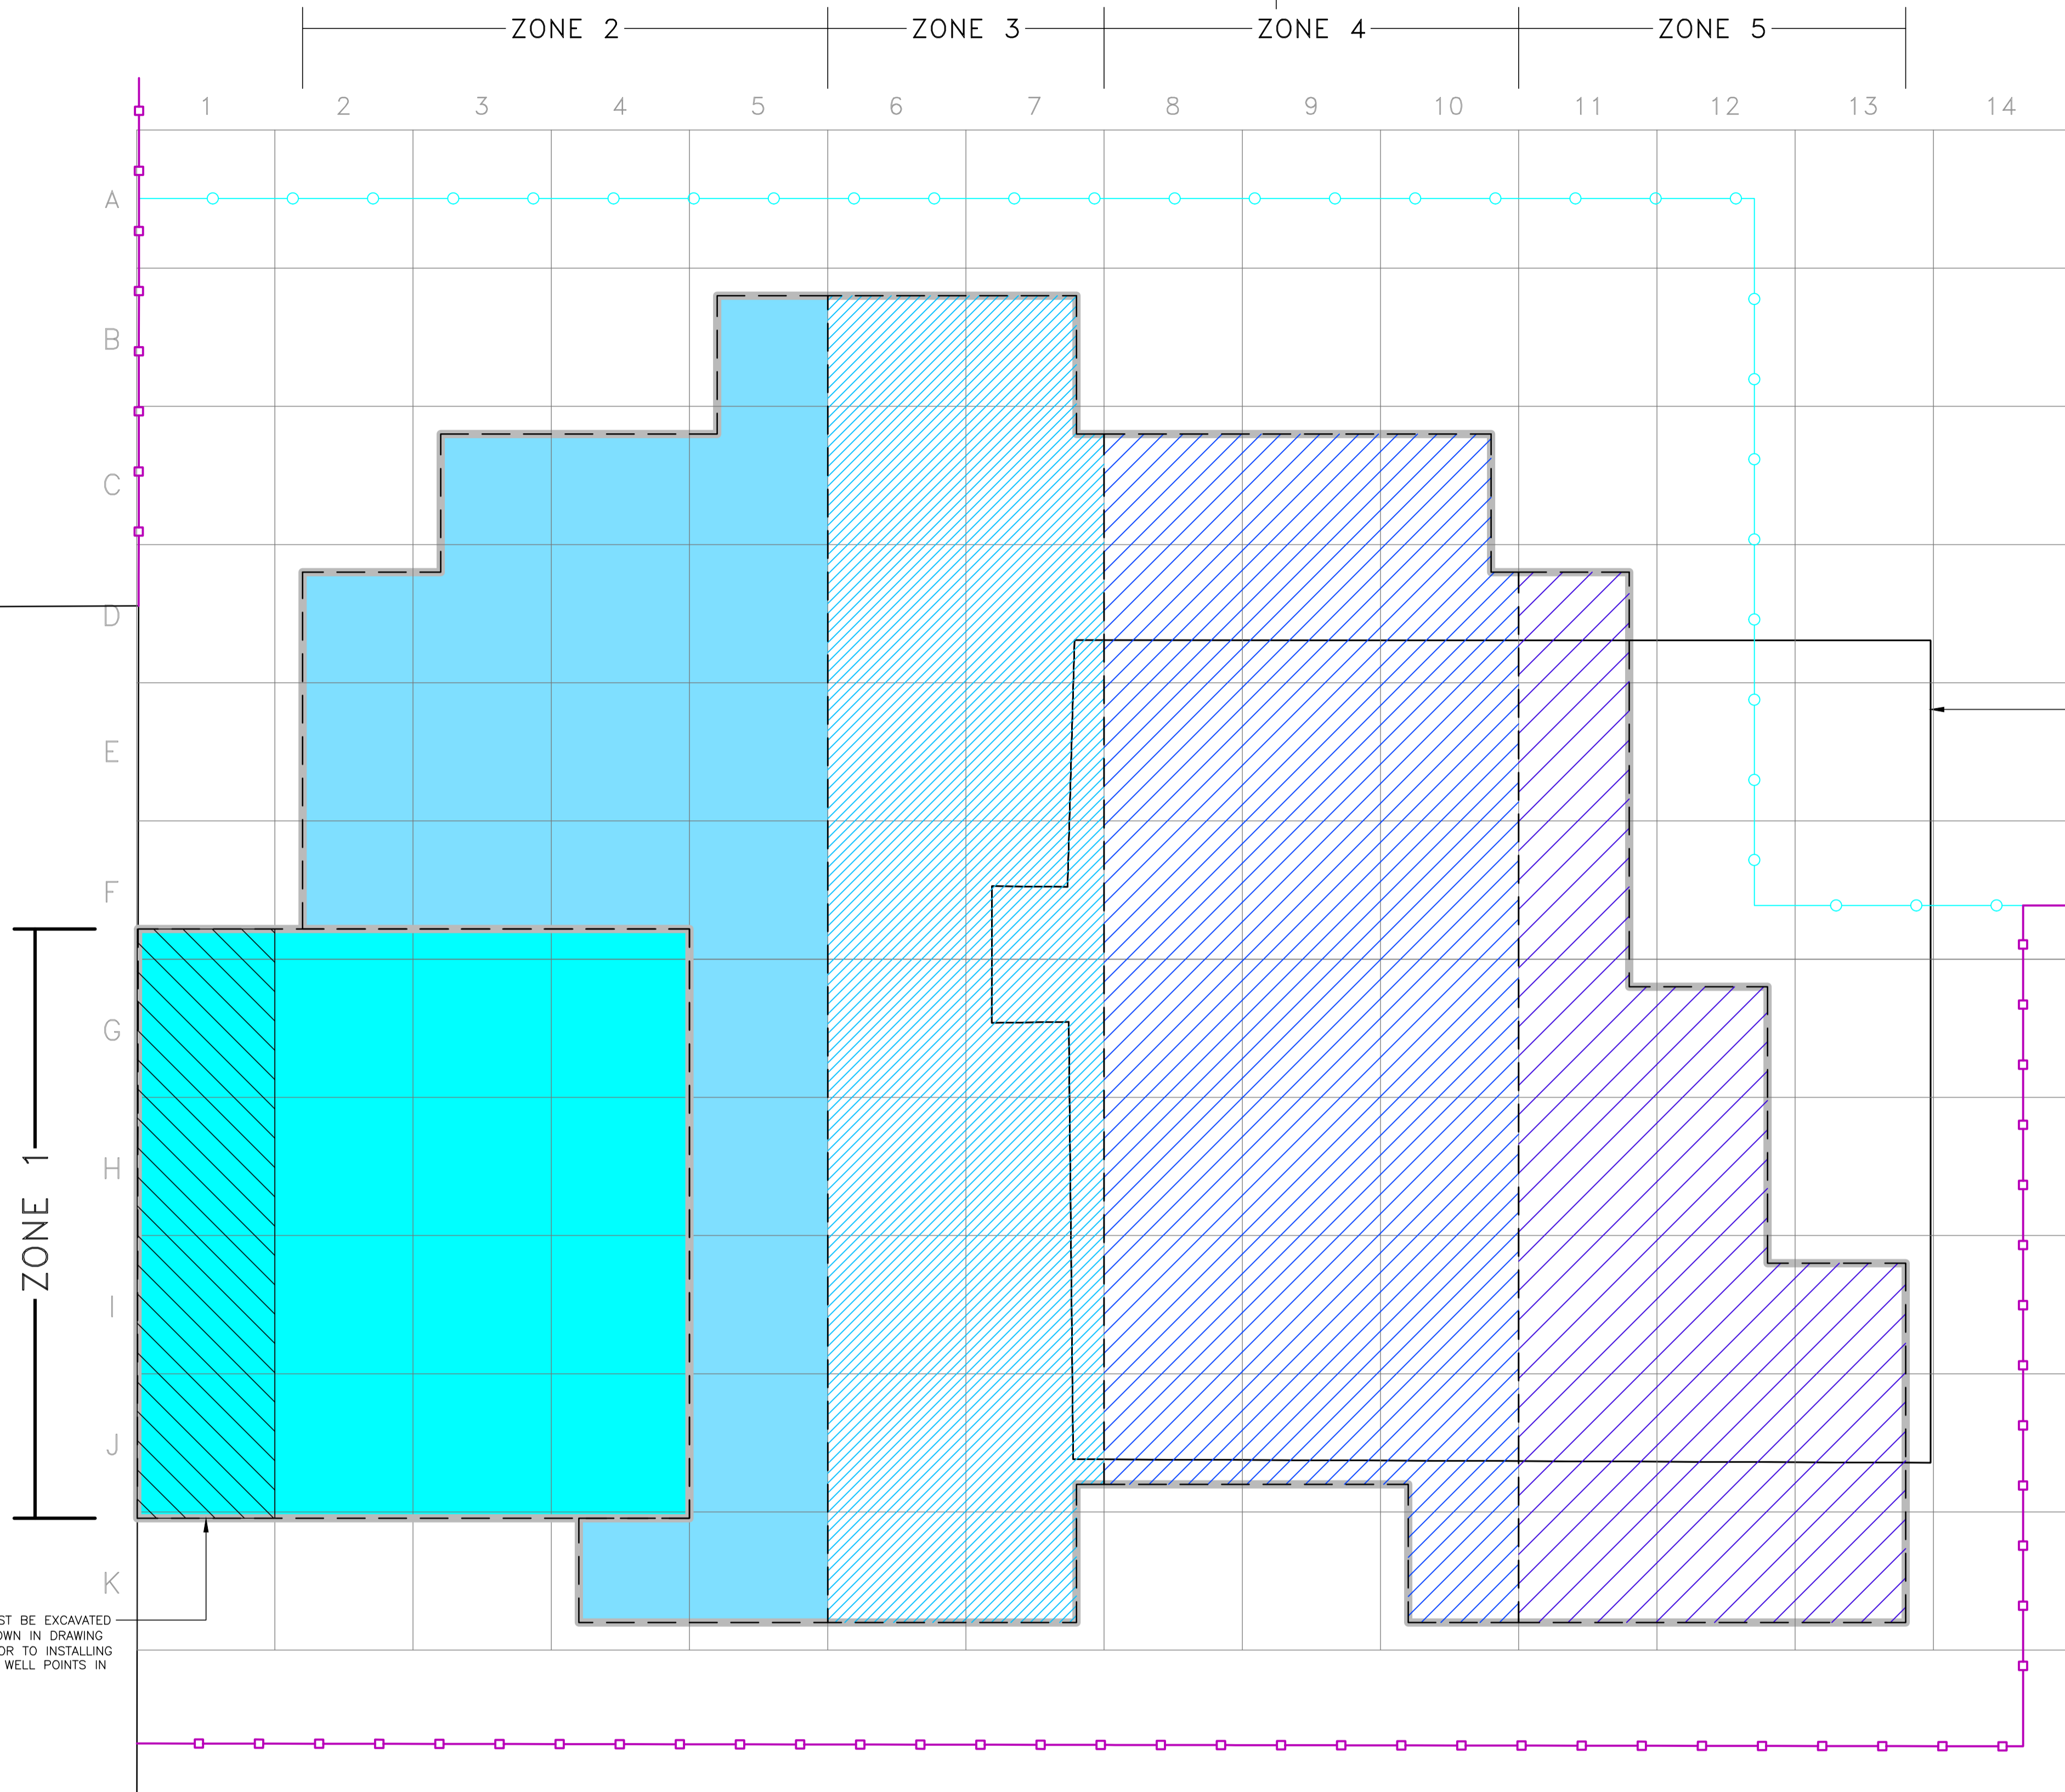 ZONE 2 ZONE 3 ZONE 4 ZONE 5
1 2 3 4 5 6 7 8 9 10 11 12 13 14
A
B
C
D
E
F
G
H
I
J
K
ZONE 1
ST BE EXCAVATED
OWN IN DRAWING
OR TO INSTALLING
WELL POINTS IN